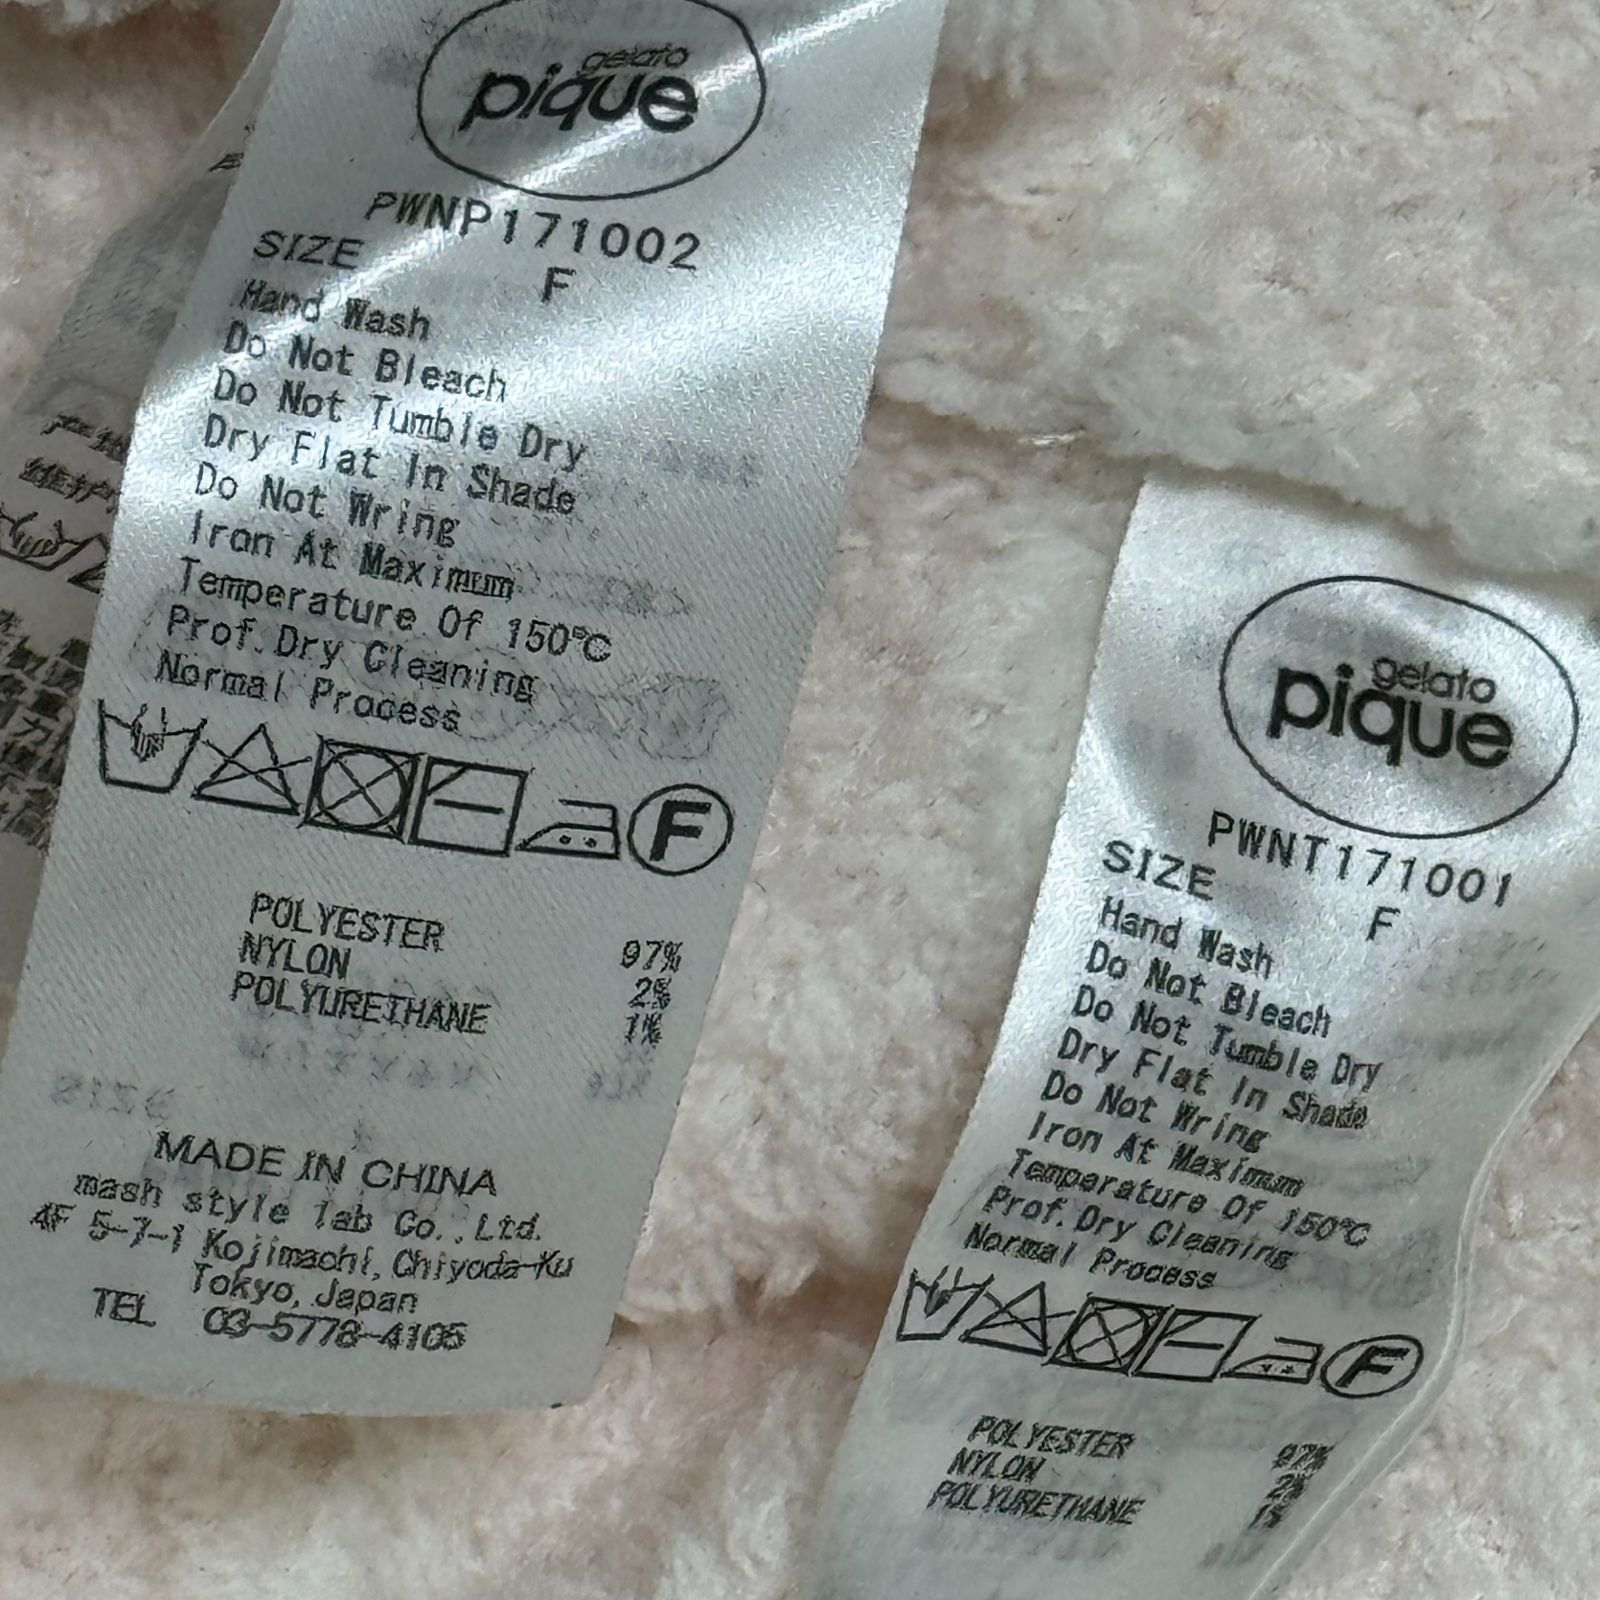 gelato
pique
PWNP171002
SIZE F
Hand Wash
Do Not Bleach
Do Not Tumble Dry
Dry Flat In Shade
Do Not Wring
Iron At Maximum
Temperature Of 150℃
Prof.Dry Cleaning
Normal Process
F
POLYESTER 97%
NYLON 2%
POLYURETHANE 1%
MADE IN CHINA
mash style lab Co.,Ltd.
4F 5-7-1 Kojimachi, Chiyoda-Ku
Tokyo, Japan
TEL 03-5778-4105
gelato
pique
PWNT171001
SIZE F
Hand Wash
Do Not Bleach
Do Not Tumble Dry
Dry Flat In Shade
Do Not Wring
Iron At Maximum
Temperature Of 150℃
Prof.Dry Cleaning
Normal Process
F
POLYESTER 97%
NYLON 2%
POLYURETHANE 1%